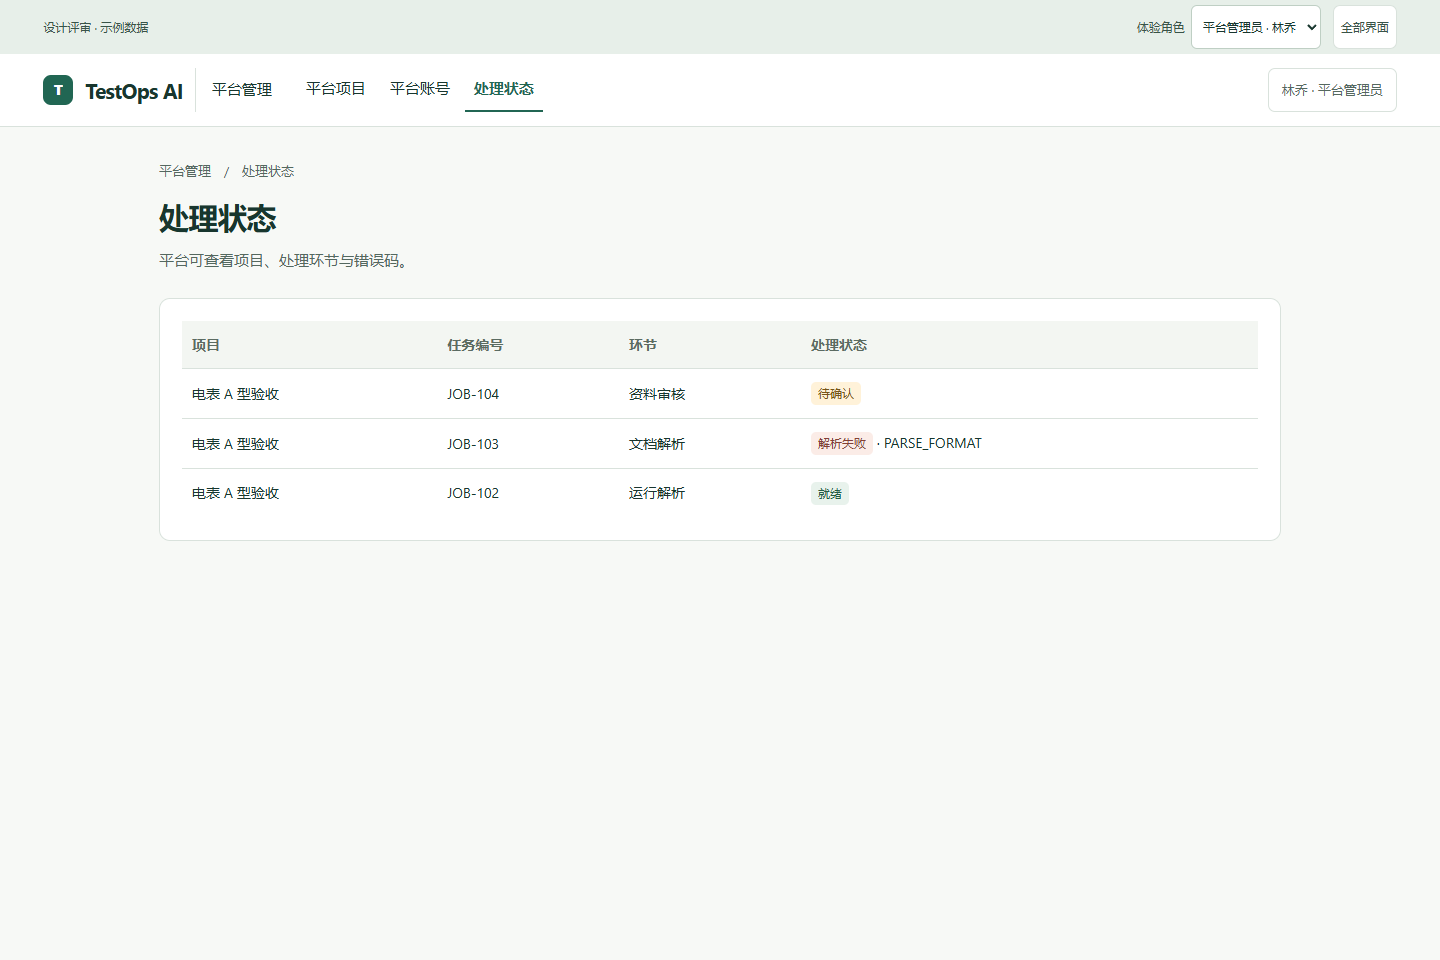 设计评审 · 示例数据
体验角色 平台管理员 · 林乔 全部界面
T TestOps AI 平台管理 平台项目 平台账号 处理状态 林乔 · 平台管理员
平台管理 / 处理状态
处理状态
平台可查看项目、处理环节与错误码。
项目 任务编号 环节 处理状态
电表 A 型验收 JOB-104 资料审核 待确认
电表 A 型验收 JOB-103 文档解析 解析失败 · PARSE_FORMAT
电表 A 型验收 JOB-102 运行解析 就绪